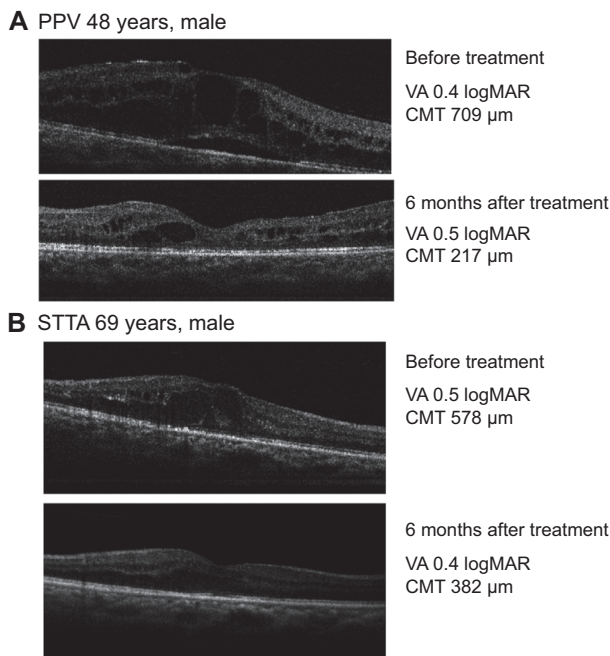 A PPV 48 years, male
Before treatment
VA 0.4 logMAR
CMT 709 µm
6 months after treatment
VA 0.5 logMAR
CMT 217 µm
B STTA 69 years, male
Before treatment
VA 0.5 logMAR
CMT 578 µm
6 months after treatment
VA 0.4 logMAR
CMT 382 µm